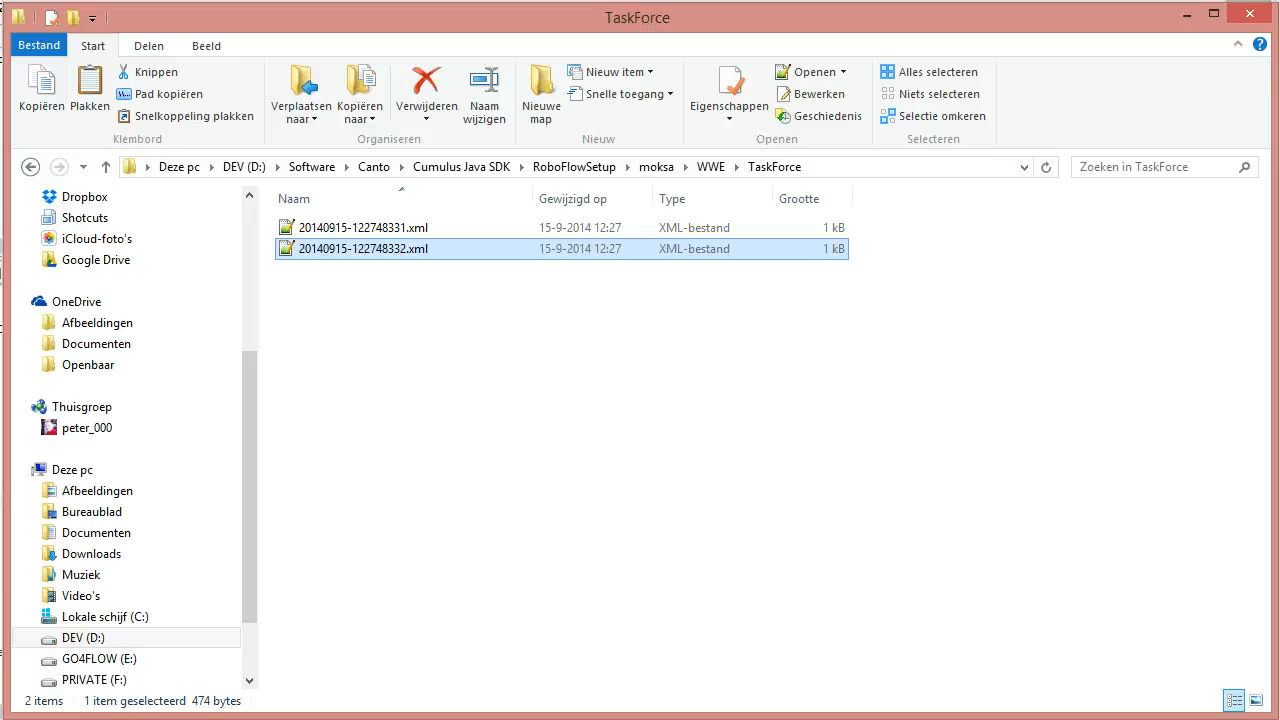 TaskForce
Bestand Start Delen Beeld
Kopiëren
Plakken
Knippen
Pad kopiëren
Snelkoppeling plakken
Klembord
Verplaatsen naar
Kopiëren naar
Verwijderen
Naam wijzigen
Organiseren
Nieuwe map
Nieuw item
Snelle toegang
Nieuw
Eigenschappen
Openen
Bewerken
Geschiedenis
Openen
Alles selecteren
Niets selecteren
Selectie omkeren
Selecteren
Deze pc DEV (D:) Software Canto Cumulus Java SDK RoboFlowSetup moksa WWE TaskForce
Zoeken in TaskForce
Dropbox
Shotcuts
iCloud-foto's
Google Drive
OneDrive
Afbeeldingen
Documenten
Openbaar
Thuisgroep
peter_000
Deze pc
Afbeeldingen
Bureaublad
Documenten
Downloads
Muziek
Video's
Lokale schijf (C:)
DEV (D:)
GO4FLOW (E:)
PRIVATE (F:)
Naam Gewijzigd op Type Grootte
20140915-122748331.xml 15-9-2014 12:27 XML-bestand 1 kB
20140915-122748332.xml 15-9-2014 12:27 XML-bestand 1 kB
2 items 1 item geselecteerd 474 bytes